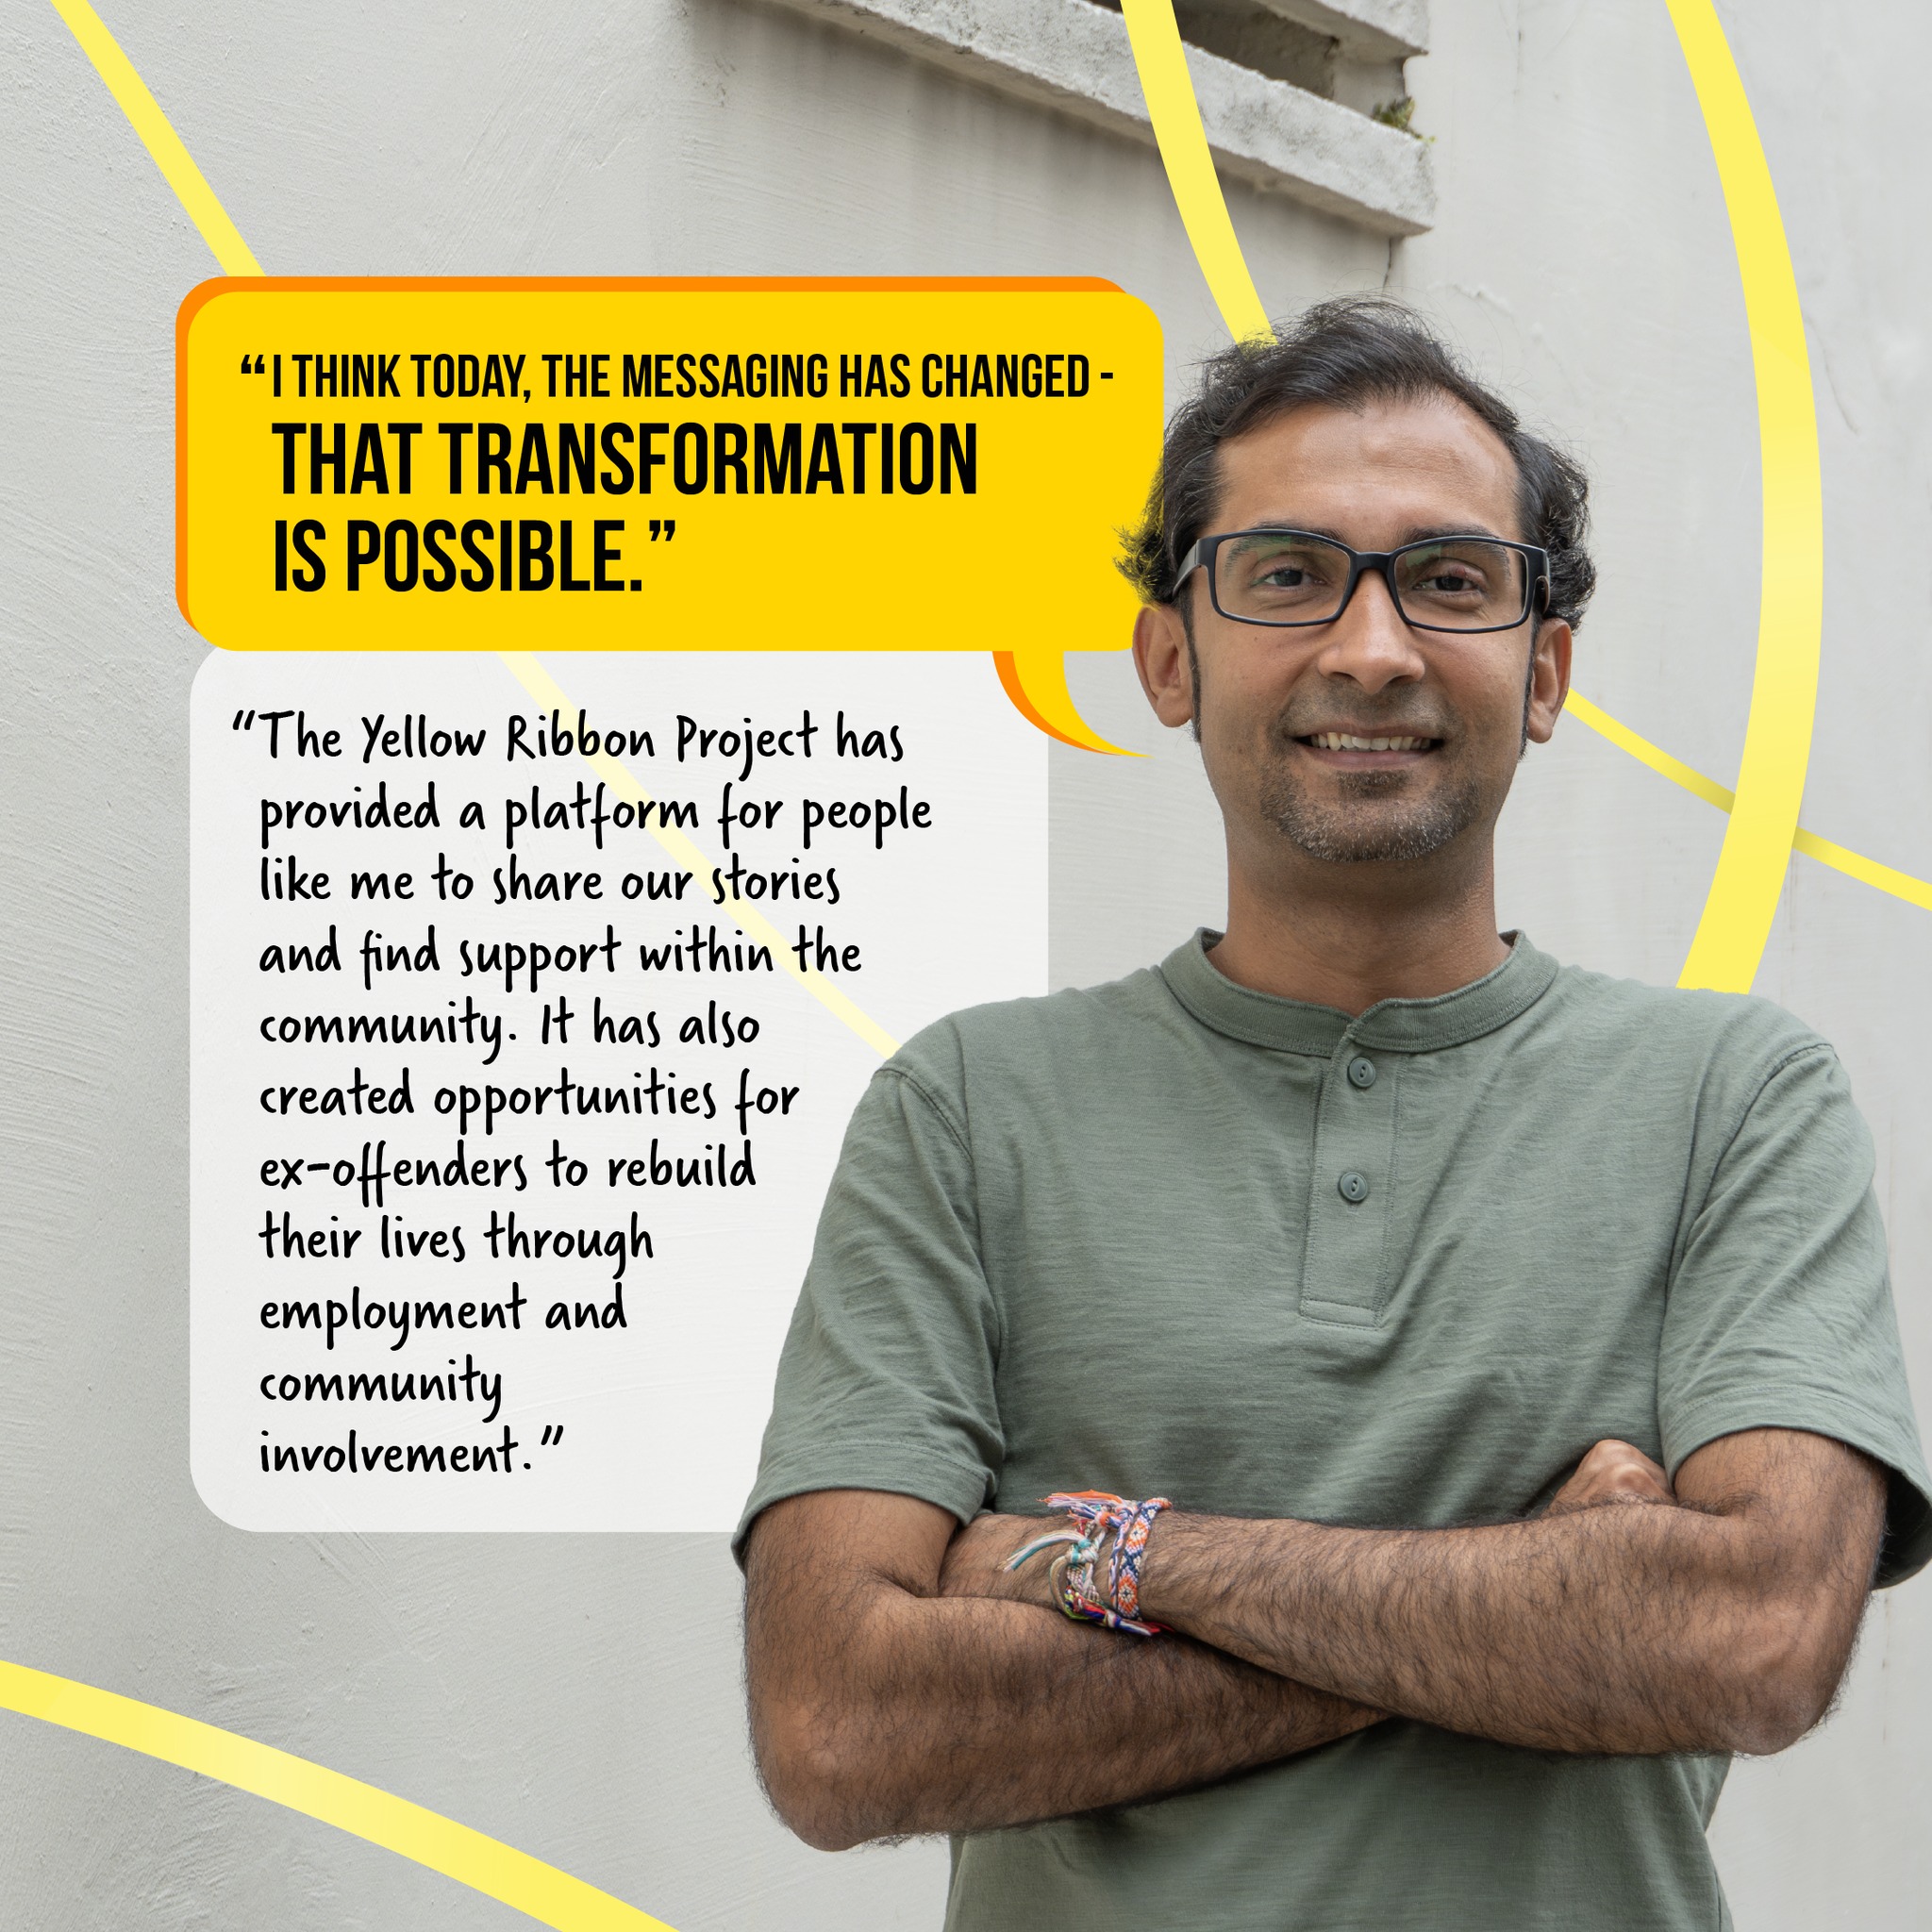 “I THINK TODAY, THE MESSAGING HAS CHANGED -
THAT TRANSFORMATION
IS POSSIBLE.”
“The Yellow Ribbon Project has
provided a platform for people
like me to share our stories
and find support within the
community. It has also
created opportunities for
ex-offenders to rebuild
their lives through
employment and
community
involvement.”